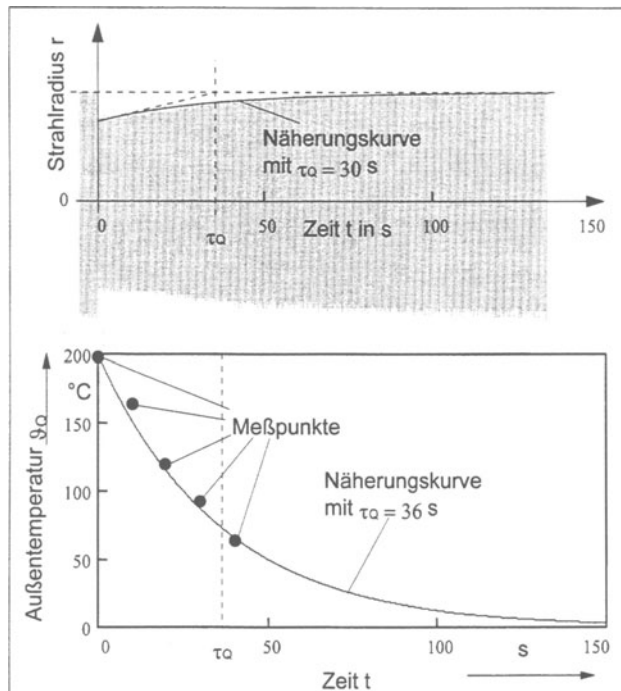 Strahlradius r
0
Näherungskurve
mit τQ = 30 s
0
50
100
150
τQ
Zeit t in s
Außentemperatur ϑQ
200
°C
150
100
50
0
Meßpunkte
Näherungskurve
mit τQ = 36 s
0
τQ
50
100
s
150
Zeit t